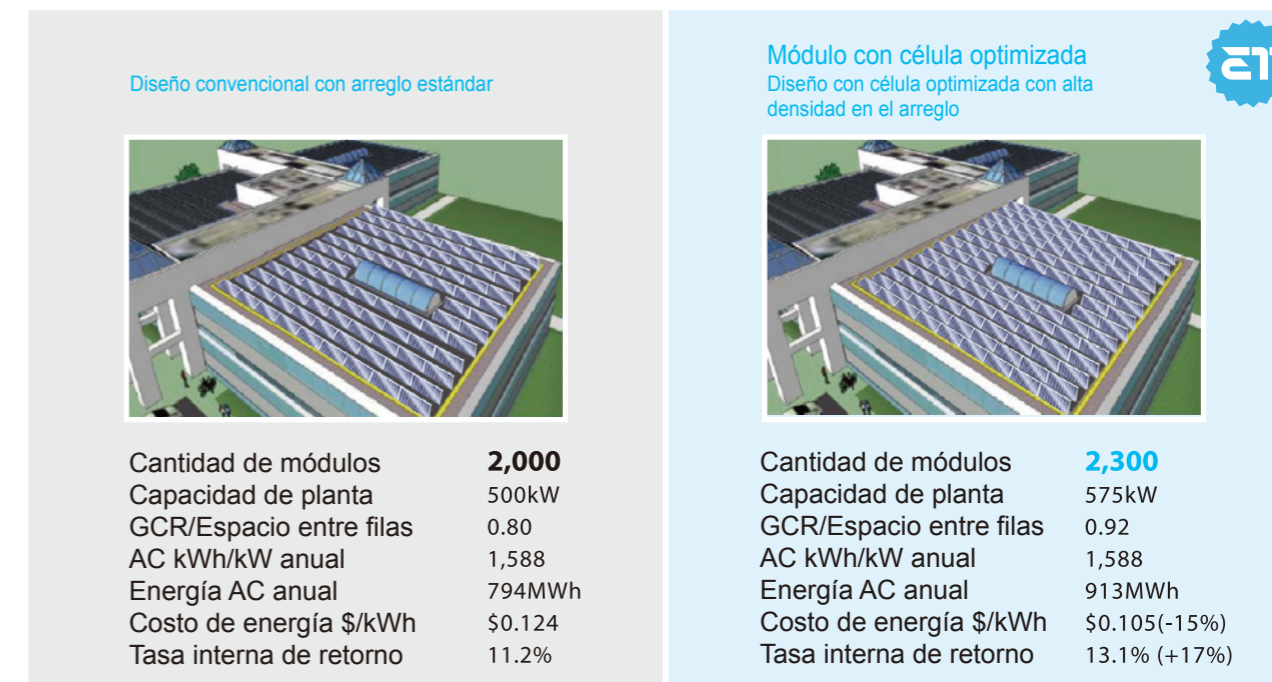 Diseño convencional con arreglo estándar
Cantidad de módulos 2,000
Capacidad de planta 500kW
GCR/Espacio entre filas 0.80
AC kWh/kW anual 1,588
Energía AC anual 794MWh
Costo de energía $/kWh $0.124
Tasa interna de retorno 11.2%
Módulo con célula optimizada
Diseño con célula optimizada con alta
densidad en el arreglo
Cantidad de módulos 2,300
Capacidad de planta 575kW
GCR/Espacio entre filas 0.92
AC kWh/kW anual 1,588
Energía AC anual 913MWh
Costo de energía $/kWh $0.105(-15%)
Tasa interna de retorno 13.1% (+17%)